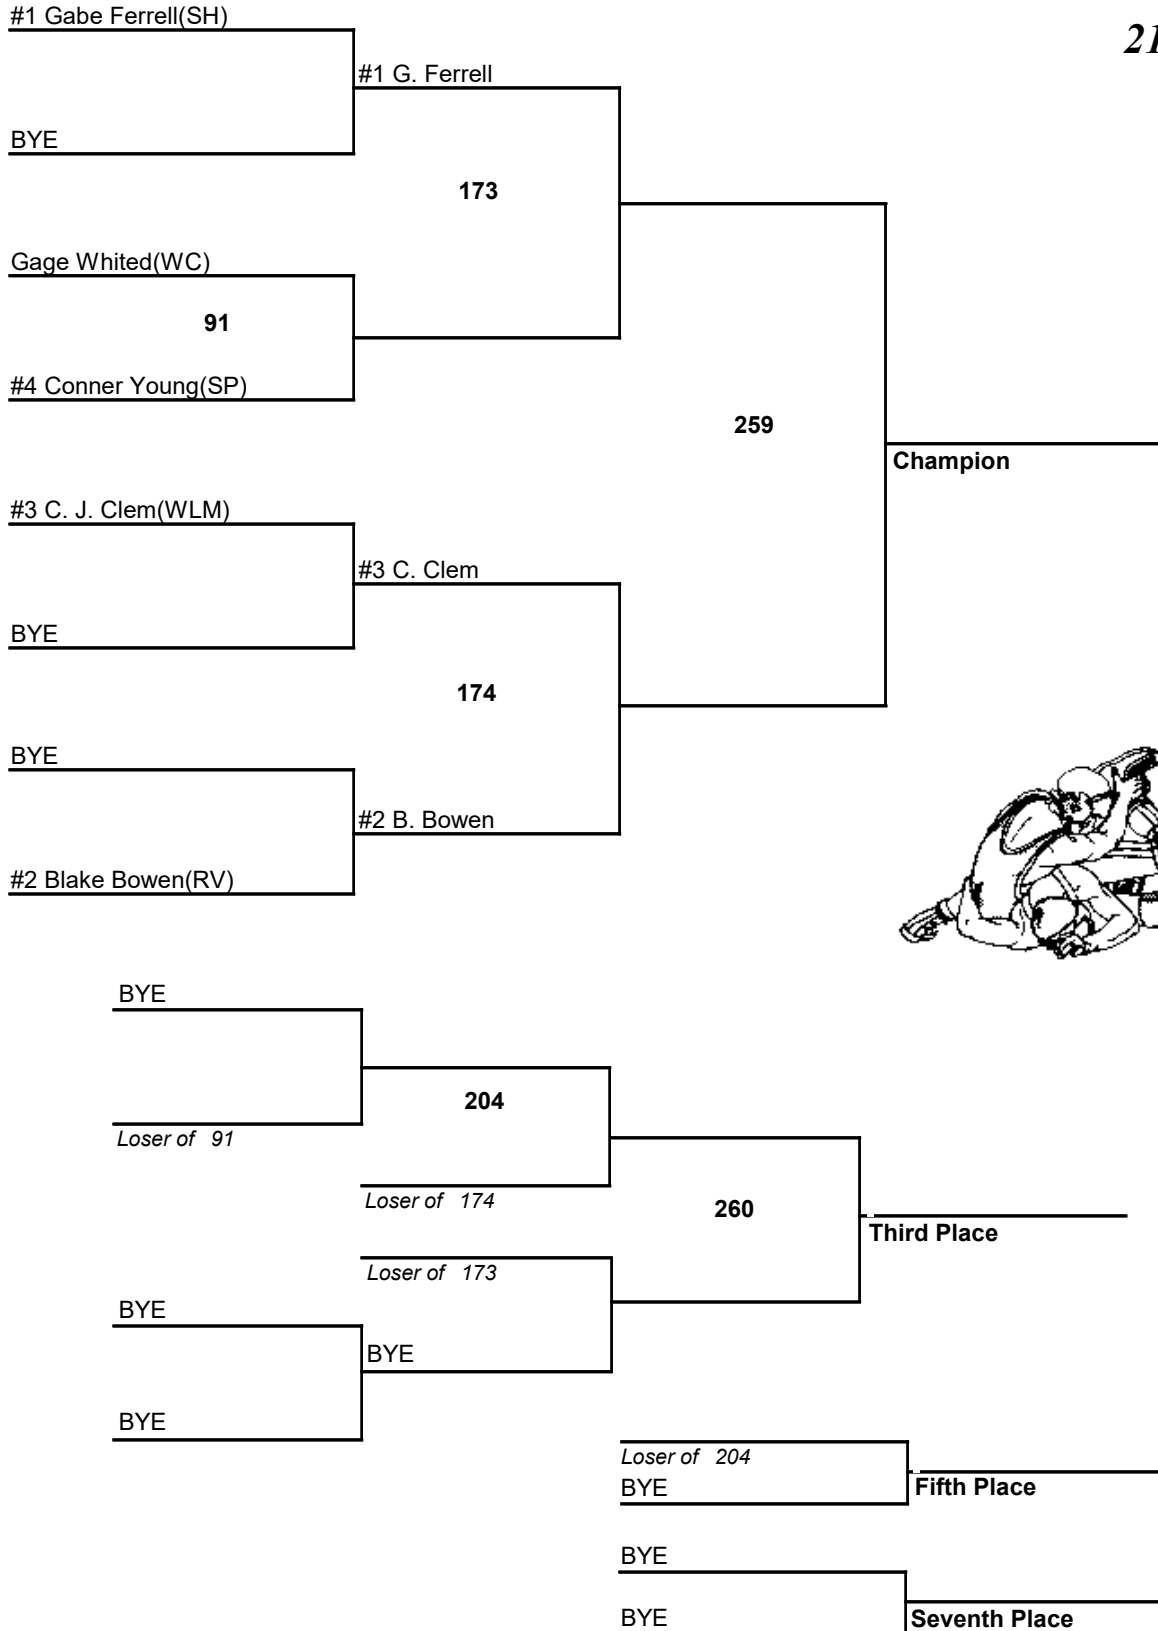 #1 Gabe Ferrell(SH)
21
#1 G. Ferrell
BYE
173
Gage Whited(WC)
91
#4 Conner Young(SP)
259
Champion
#3 C. J. Clem(WLM)
#3 C. Clem
BYE
174
BYE
#2 B. Bowen
#2 Blake Bowen(RV)
BYE
204
Loser of 91
Loser of 174
260
Third Place
Loser of 173
BYE
BYE
BYE
Loser of 204
BYE
Fifth Place
BYE
BYE
Seventh Place